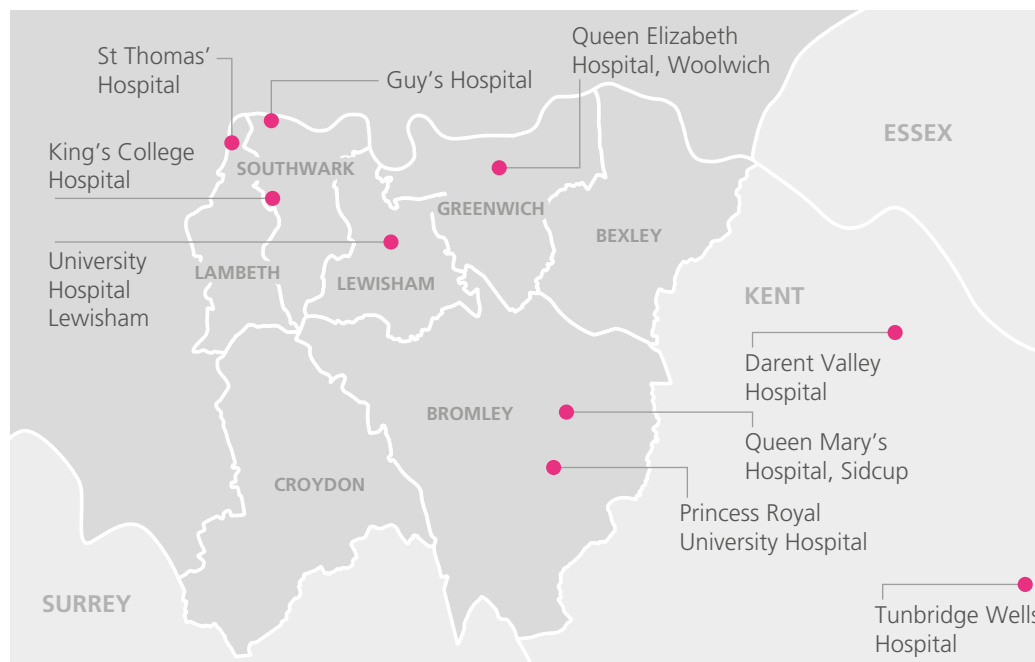 St Thomas’
Hospital
Guy’s Hospital
Queen Elizabeth
Hospital, Woolwich
ESSEX
King’s College
Hospital
SOUTHWARK
GREENWICH
BEXLEY
University
Hospital
Lewisham
LAMBETH
LEWISHAM
KENT
Darent Valley
Hospital
BROMLEY
Queen Mary’s
Hospital, Sidcup
CROYDON
Princess Royal
University Hospital
SURREY
Tunbridge Wells
Hospital